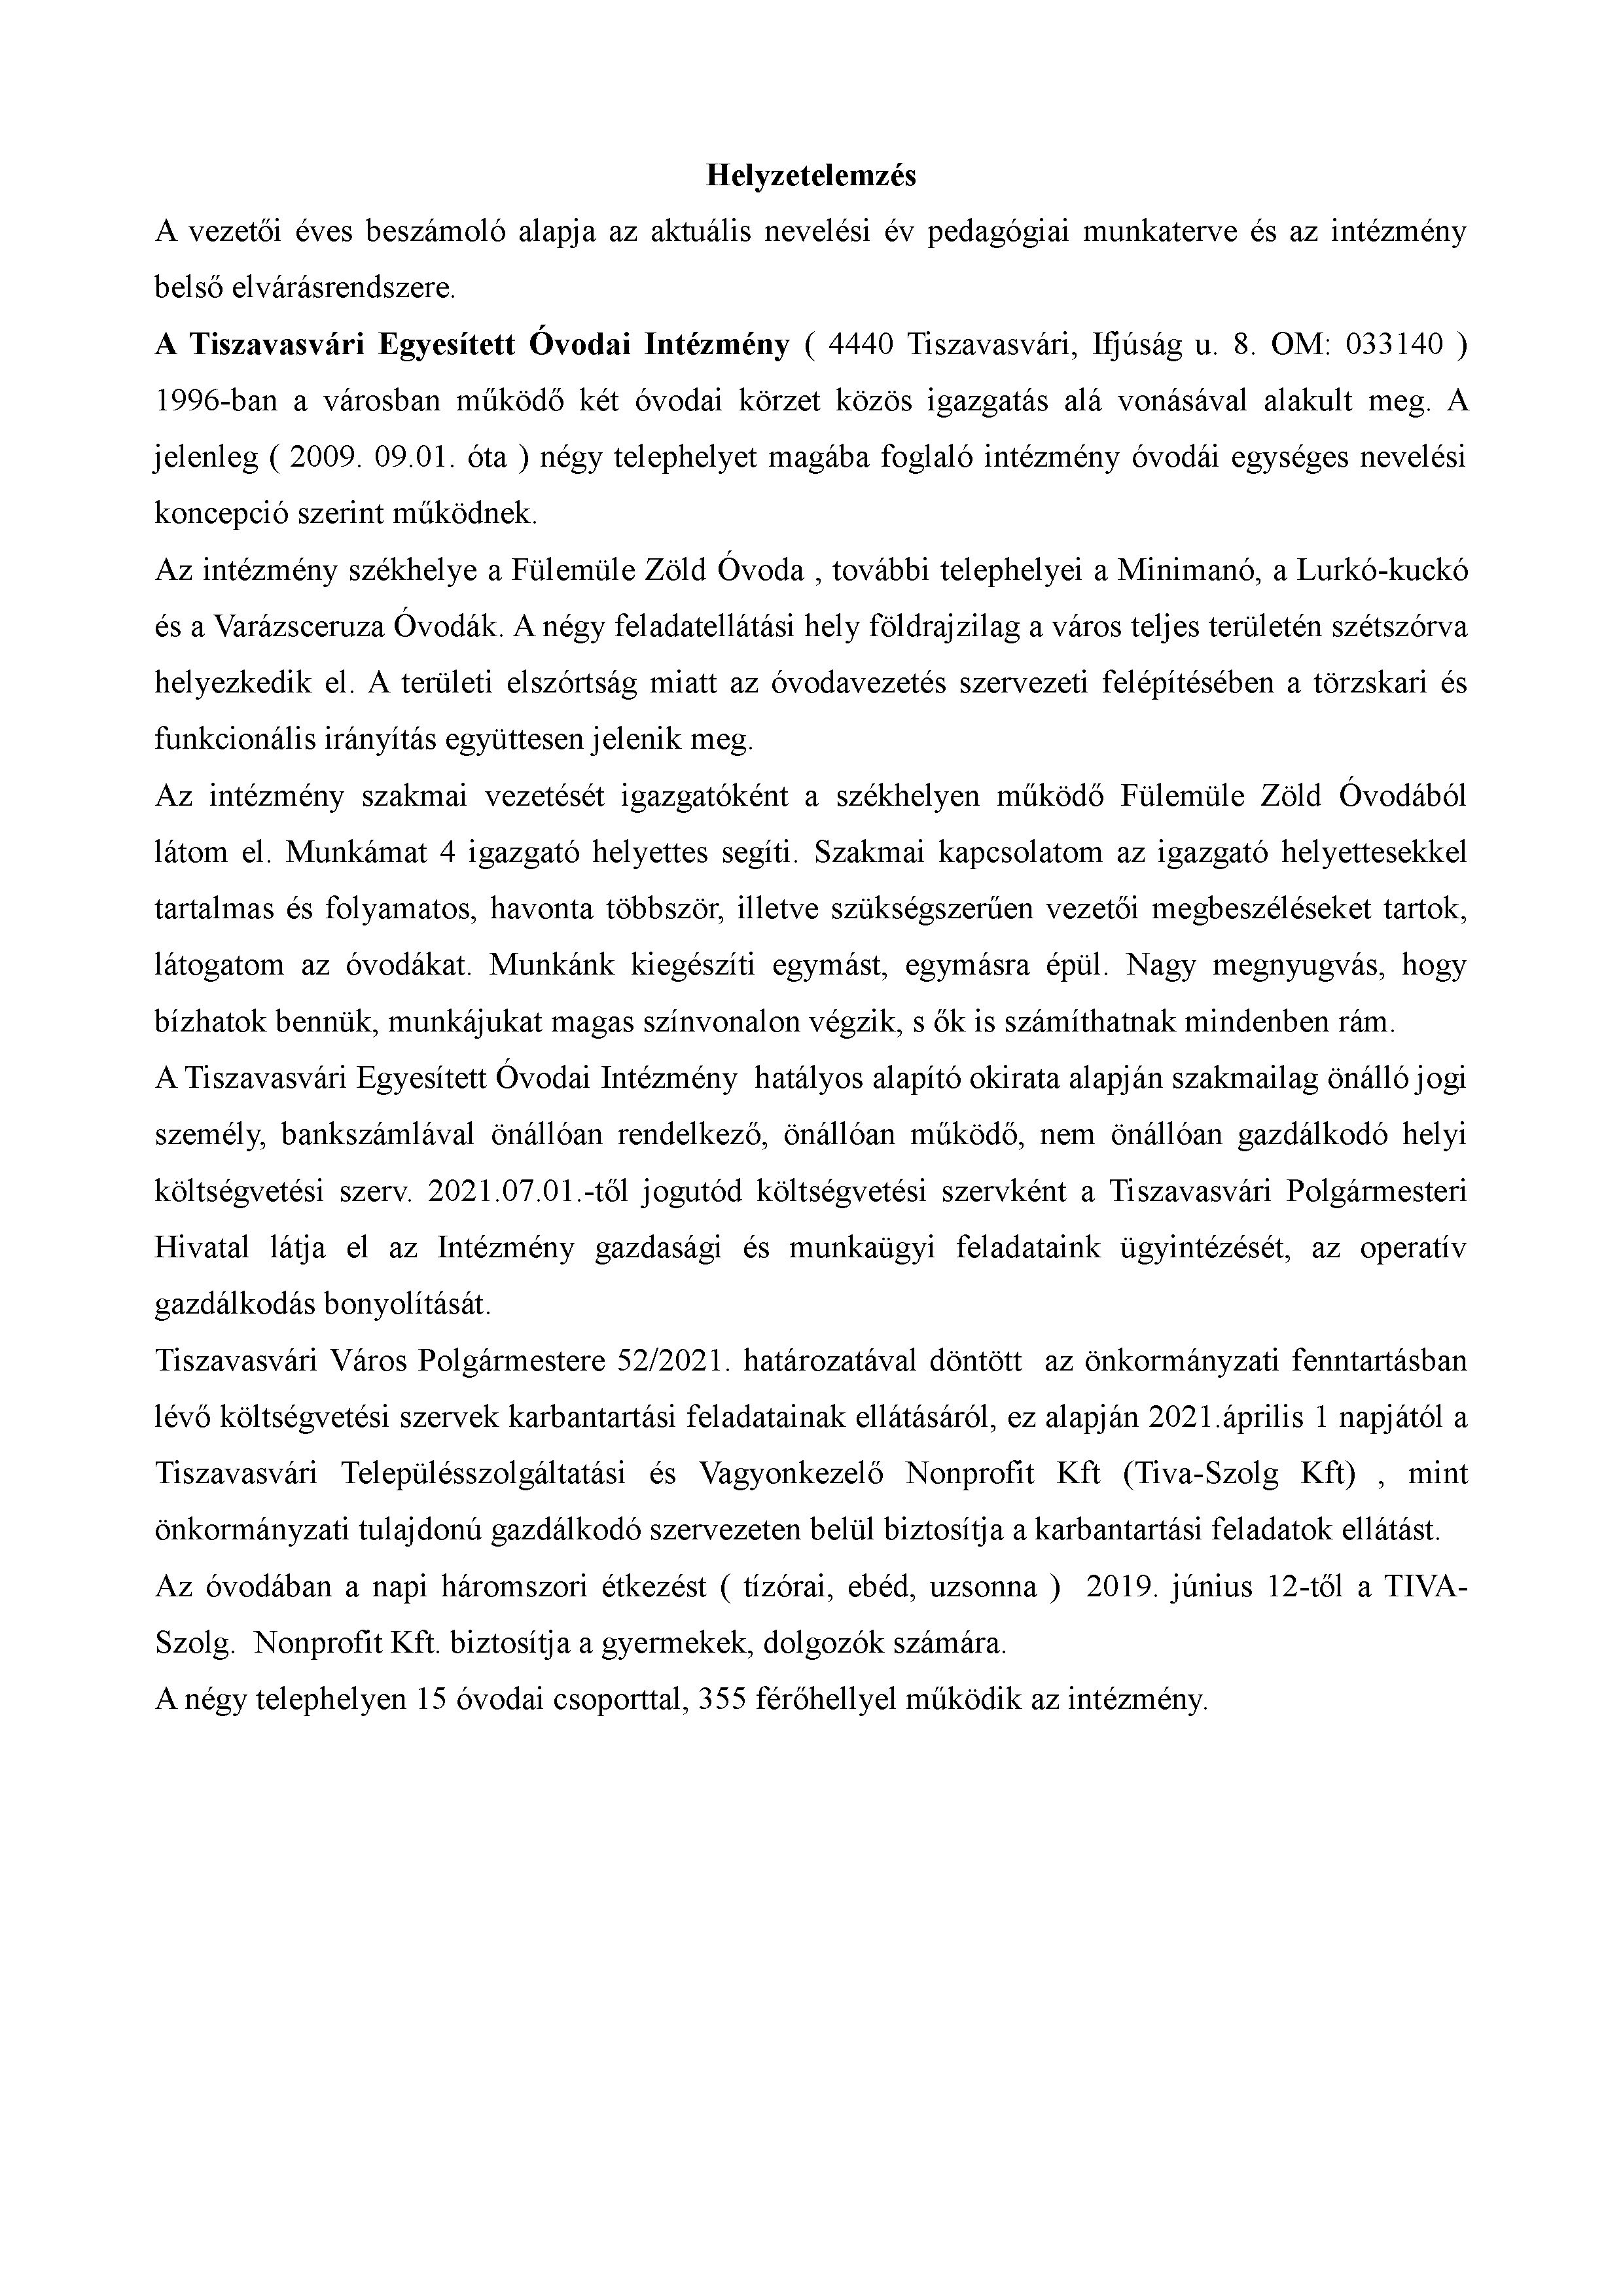 Helyzetelemzés
A vezetői éves beszámoló alapja az aktuális nevelési év pedagógiai munkaterve és az intézmény
belső elvárásrendszere.
A Tiszavasvári Egyesített Óvodai Intézmény ( 4440 Tiszavasvári, Ifjúság u. 8. OM: 033140 )
1996-ban a városban működő két óvodai körzet közös igazgatás alá vonásával alakult meg. A
jelenleg ( 2009. 09.01. óta ) négy telephelyet magába foglaló intézmény óvodái egységes nevelési
koncepció szerint működnek.
Az intézmény székhelye a Fülemüle Zöld Óvoda , további telephelyei a Minimanó, a Lurkó-kuckó
és a Varázsceruza Óvodák. A négy feladatellátási hely földrajzilag a város teljes területén szétszórva
helyezkedik el. A területi elszórtság miatt az óvodavezetés szervezeti felépítésében a törzskari és
funkcionális irányítás együttesen jelenik meg.
Az intézmény szakmai vezetését igazgatóként a székhelyen működő Fülemüle Zöld Óvodából
látom el. Munkámat 4 igazgató helyettes segíti. Szakmai kapcsolatom az igazgató helyettesekkel
tartalmas és folyamatos, havonta többször, illetve szükségszerűen vezetői megbeszéléseket tartok,
látogatom az óvodákat. Munkánk kiegészíti egymást, egymásra épül. Nagy megnyugvás, hogy
bízhatok bennük, munkájukat magas színvonalon végzik, s ők is számíthatnak mindenben rám.
A Tiszavasvári Egyesített Óvodai Intézmény  hatályos alapító okirata alapján szakmailag önálló jogi
személy, bankszámlával önállóan rendelkező, önállóan működő, nem önállóan gazdálkodó helyi
költségvetési szerv. 2021.07.01.-től jogutód költségvetési szervként a Tiszavasvári Polgármesteri
Hivatal látja el az Intézmény gazdasági és munkaügyi feladataink ügyintézését, az operatív
gazdálkodás bonyolítását.
Tiszavasvári Város Polgármestere 52/2021. határozatával döntött  az önkormányzati fenntartásban
lévő költségvetési szervek karbantartási feladatainak ellátásáról, ez alapján 2021.április 1 napjától a
Tiszavasvári Településszolgáltatási és Vagyonkezelő Nonprofit Kft (Tiva-Szolg Kft) , mint
önkormányzati tulajdonú gazdálkodó szervezeten belül biztosítja a karbantartási feladatok ellátást.
Az óvodában a napi háromszori étkezést ( tízórai, ebéd, uzsonna )  2019. június 12-től a TIVA-
Szolg.  Nonprofit Kft. biztosítja a gyermekek, dolgozók számára.
A négy telephelyen 15 óvodai csoporttal, 355 férőhellyel működik az intézmény.